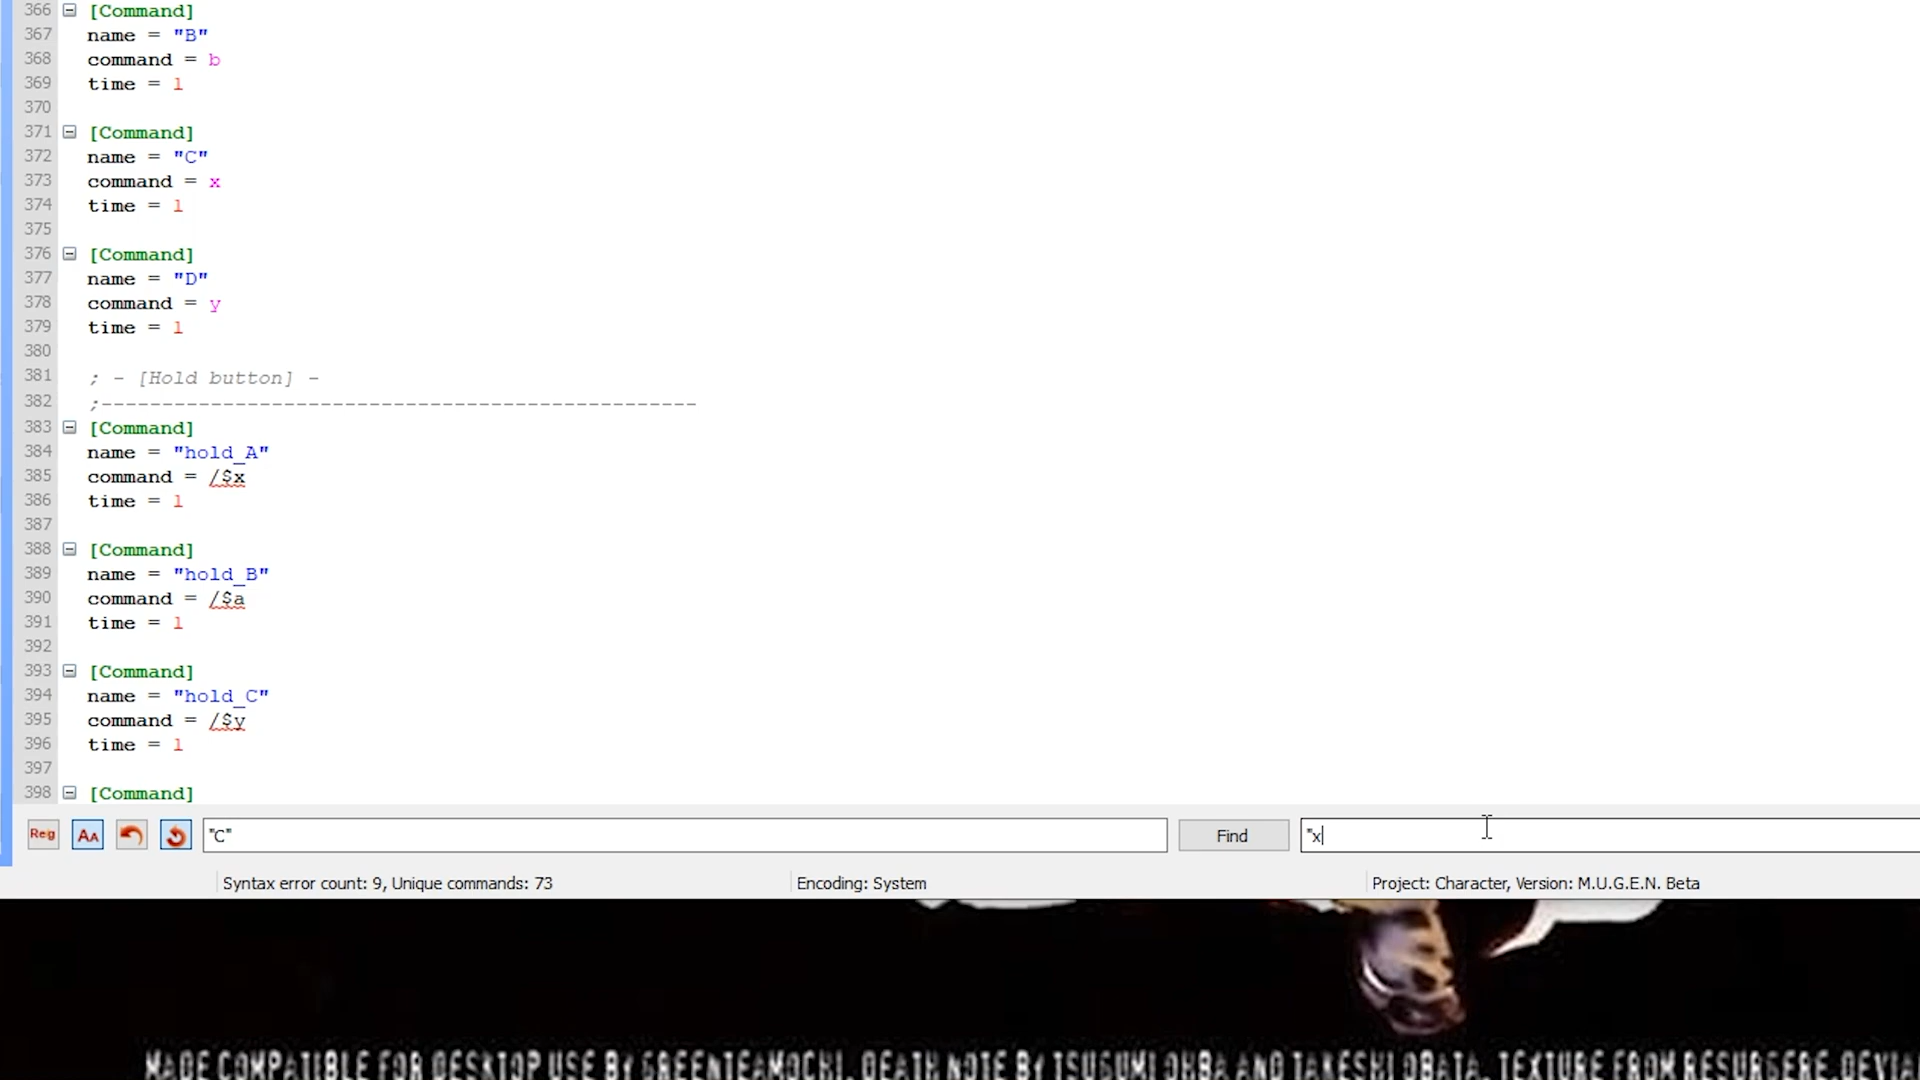 366 [Command]
367 name = "B"
368 command = b
369 time = 1
370
371 [Command]
372 name = "C"
373 command = x
374 time = 1
375
376 [Command]
377 name = "D"
378 command = y
379 time = 1
380
381 ; - [Hold button] -
382 ;-------------------------------------------------
383 [Command]
384 name = "hold_A"
385 command = /$x
386 time = 1
387
388 [Command]
389 name = "hold_B"
390 command = /$a
391 time = 1
392
393 [Command]
394 name = "hold_C"
395 command = /$y
396 time = 1
397
398 [Command]
Reg AA "C" Find "x
Syntax error count: 9, Unique commands: 73 Encoding: System Project: Character, Version: M.U.G.E.N. Beta
MADE COMPATIBLE FOR DESKTOP USE BY GREENTEAMOCHI. DEATH NOTE BY TSUGUMI OHBA AND TAKESHI OBATA. TEXTURE FROM RESURGERE.DEVIA